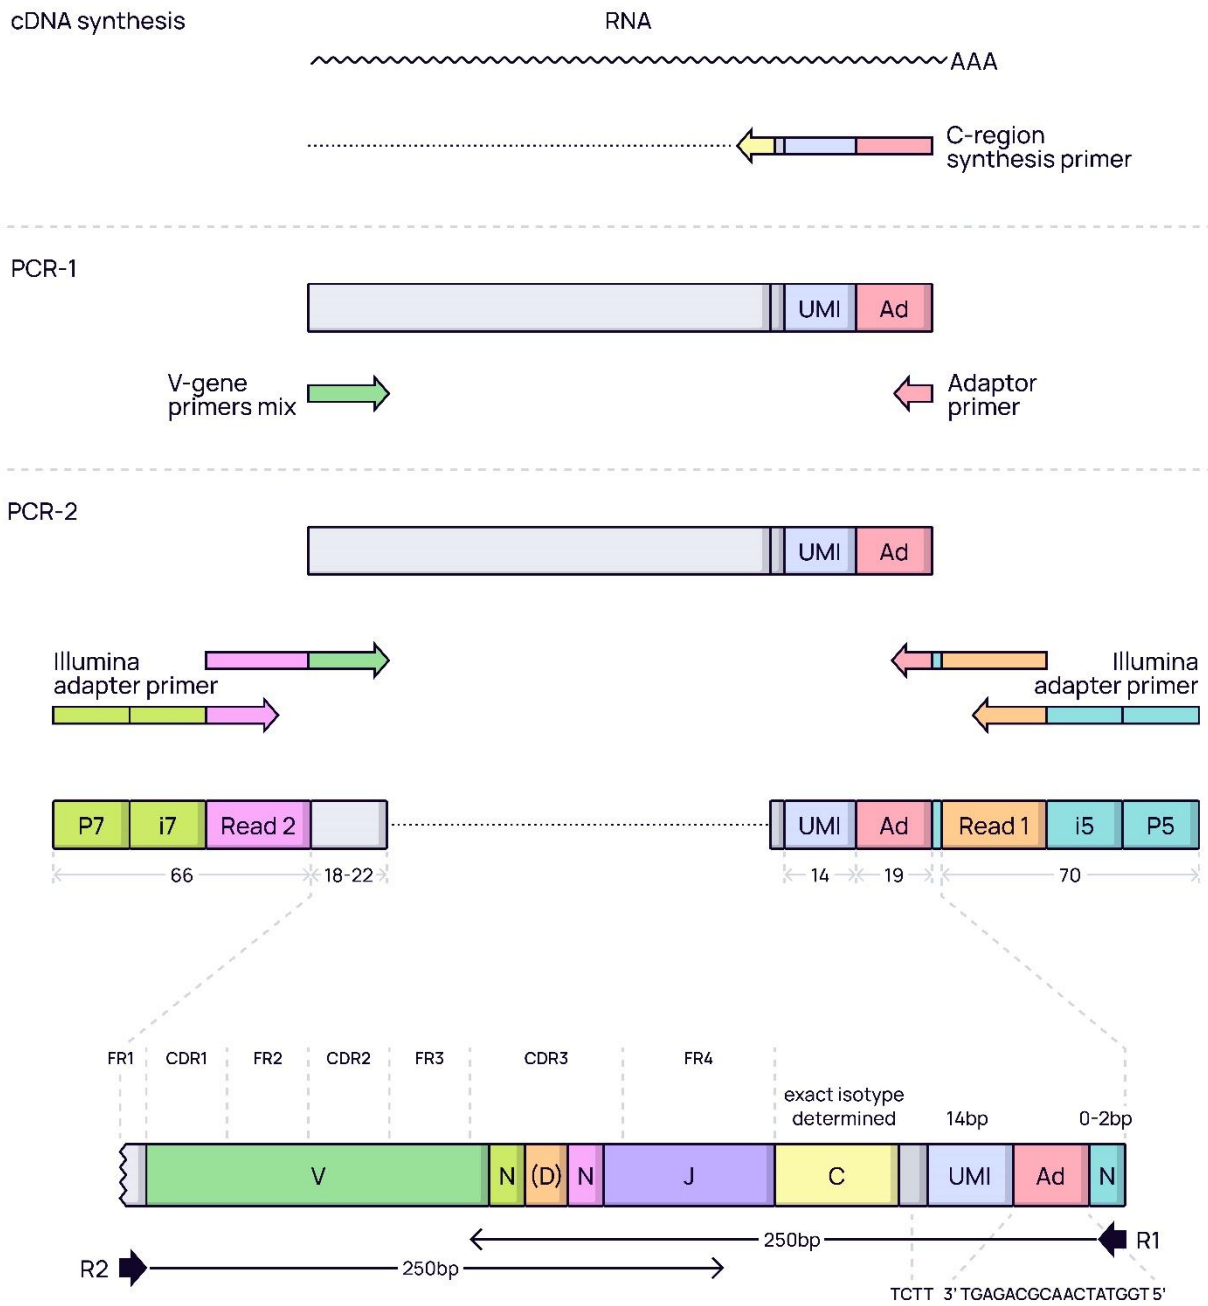 cDNA synthesis
RNA
AAA
C-region
synthesis primer
PCR-1
UMI
Ad
V-gene
primers mix
Adaptor
primer
PCR-2
UMI
Ad
Illumina
adapter primer
Illumina
adapter primer
P7
i7
Read 2
UMI
Ad
Read 1
i5
P5
66
18-22
14
19
70
FR1
CDR1
FR2
CDR2
FR3
CDR3
FR4
exact isotype
determined
14bp
0-2bp
V
N
(D)
N
J
C
UMI
Ad
N
250bp
R1
R2
250bp
TCTT
3' TGAGACGCAACTATGGT 5'